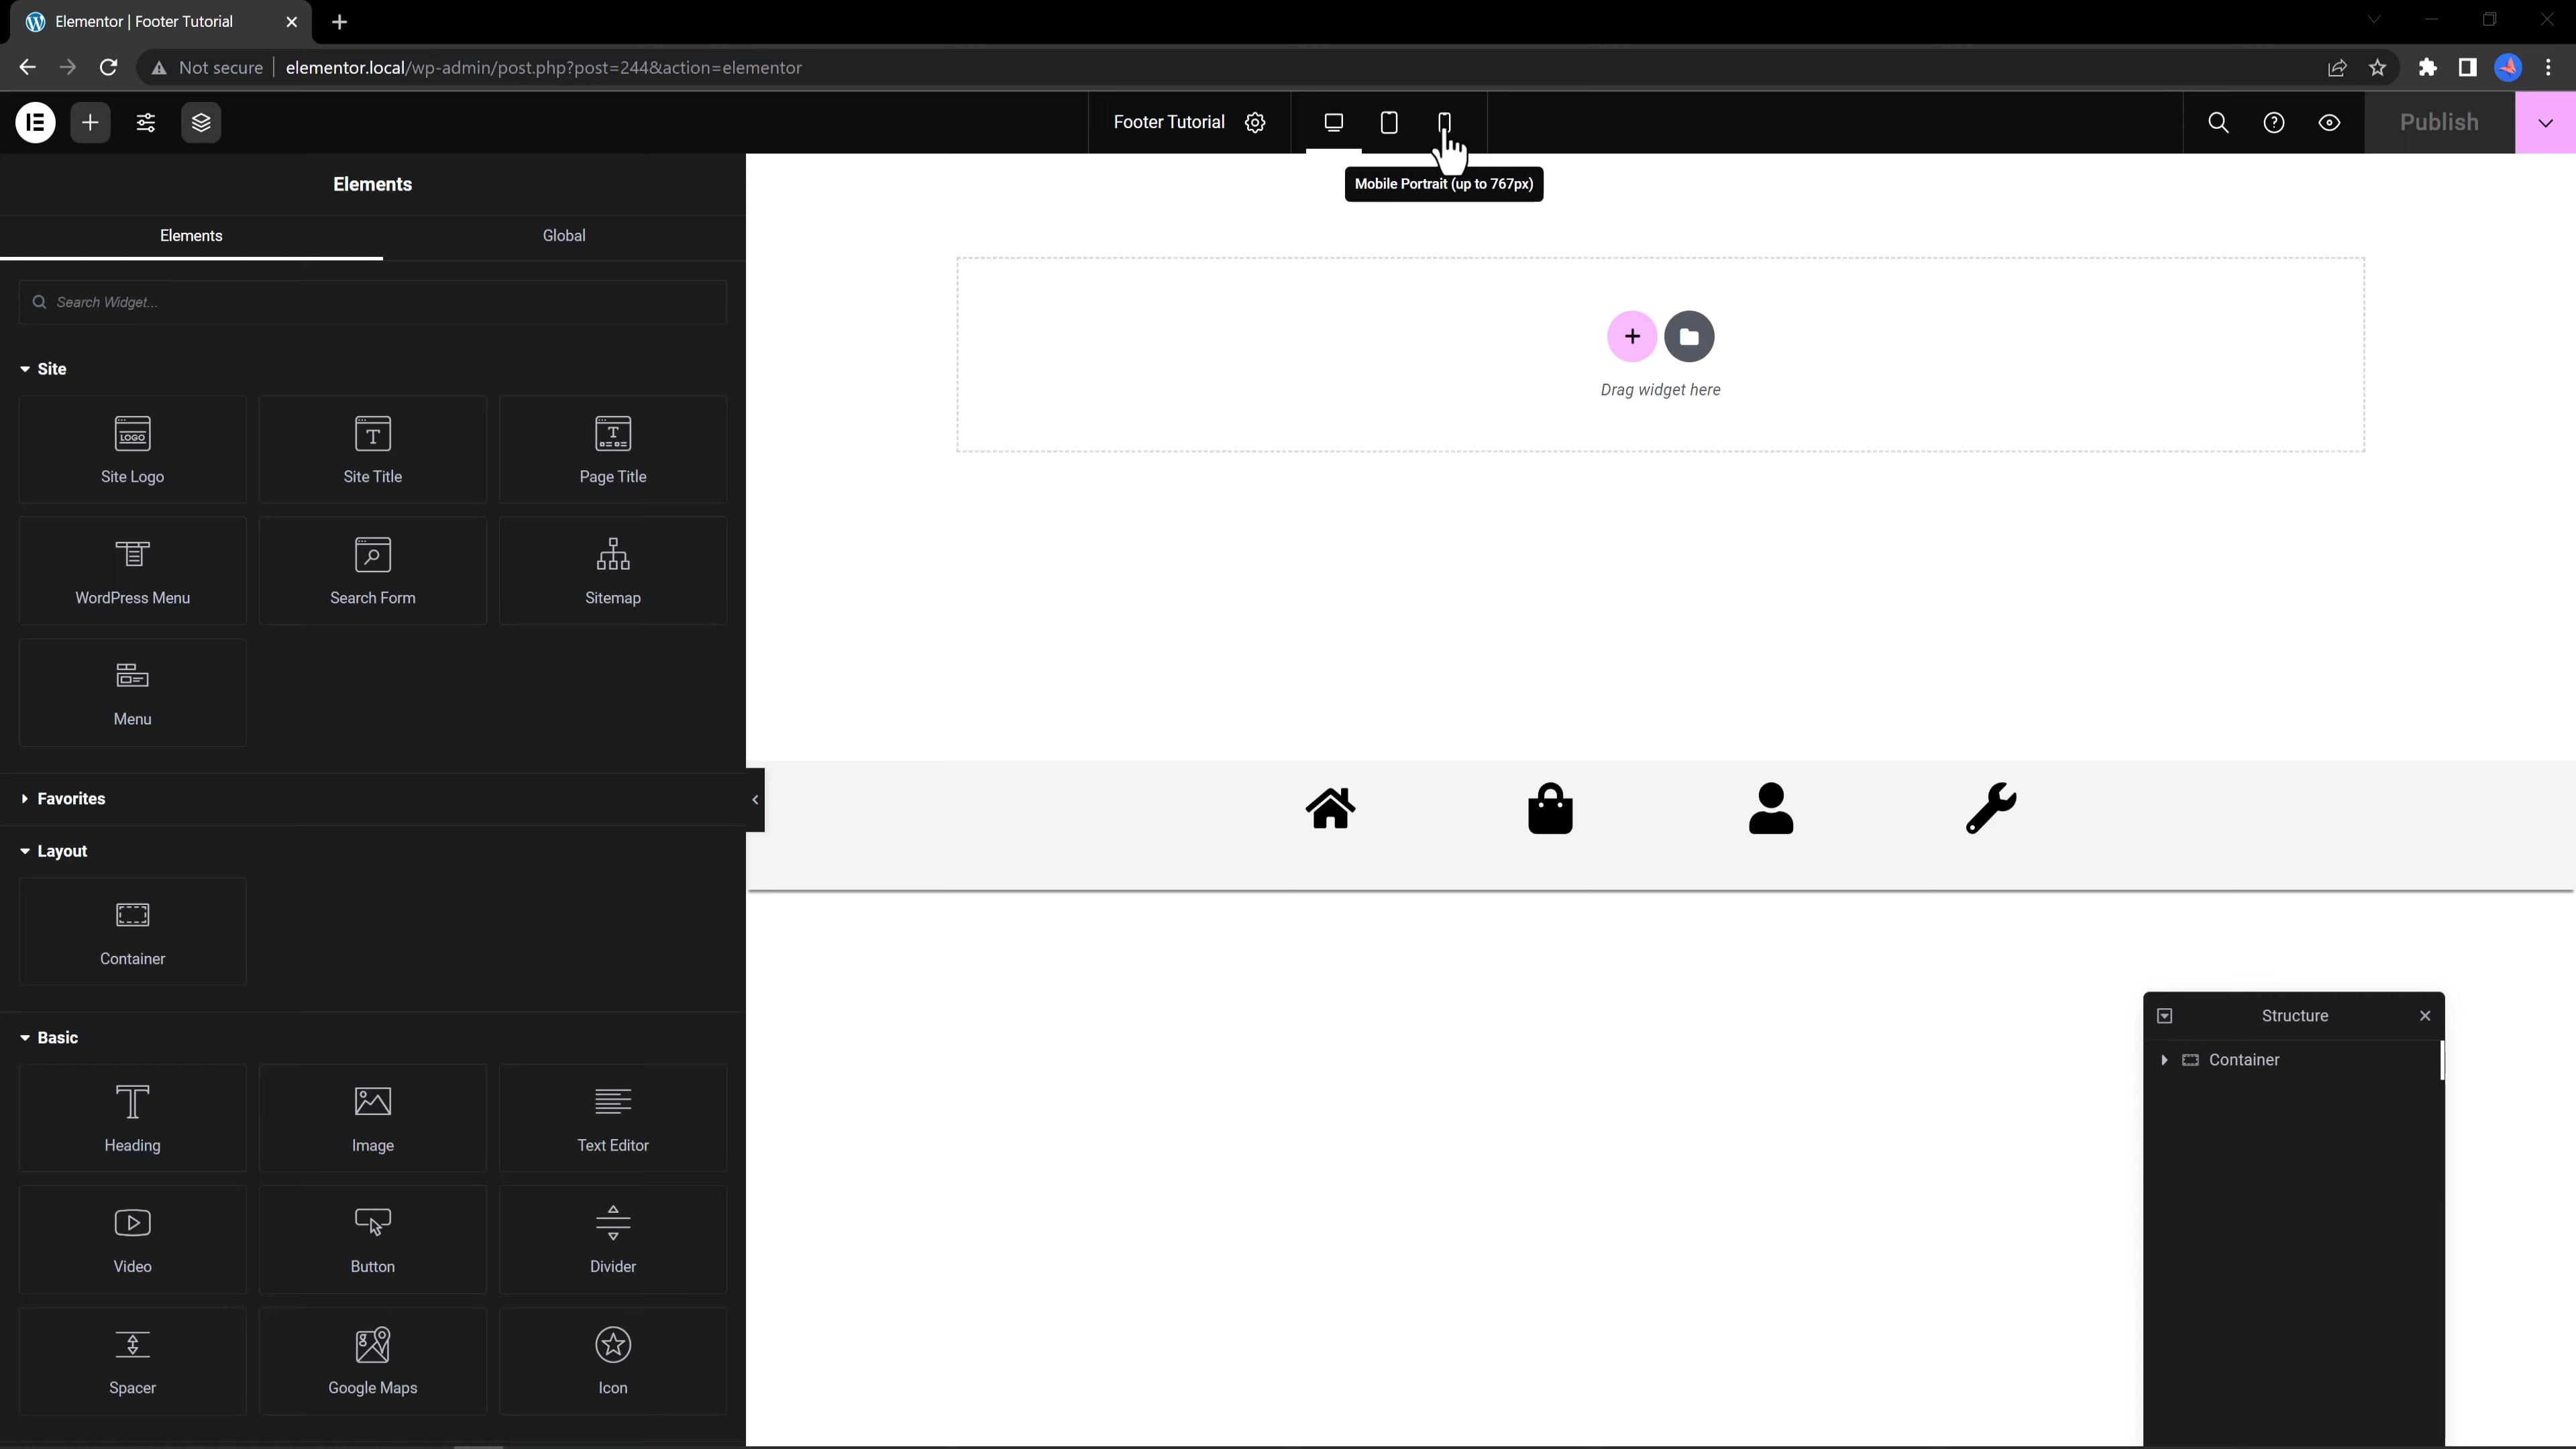 Elementor | Footer Tutorial
Not secure
elementor.local/wp-admin/post.php?post=244&action=elementor
Footer Tutorial
Publish
Mobile Portrait (up to 767px)
Elements
Elements Global
Search Widget...
Site
Site Logo Site Title Page Title
WordPress Menu Search Form Sitemap
Menu
Favorites
Layout
Container
Basic
Heading Image Text Editor
Video Button Divider
Spacer Google Maps Icon
Drag widget here
Structure
Container
LOGO